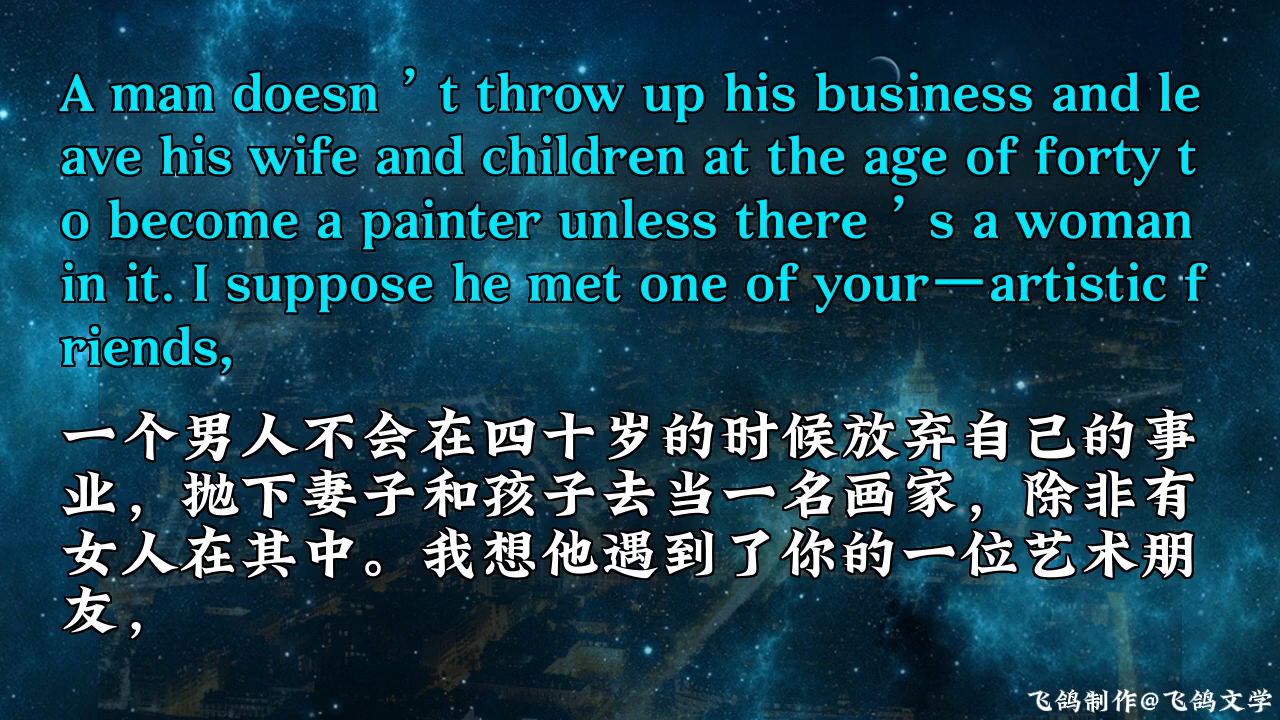 A man doesn’t throw up his business and le
ave his wife and children at the age of forty t
o become a painter unless there’s a woman
in it. I suppose he met one of your—artistic f
riends,
一个男人不会在四十岁的时候放弃自己的事
业，抛下妻子和孩子去当一名画家，除非有
女人在其中。我想他遇到了你的一位艺术朋
友，
飞鸽制作@飞鸽文学